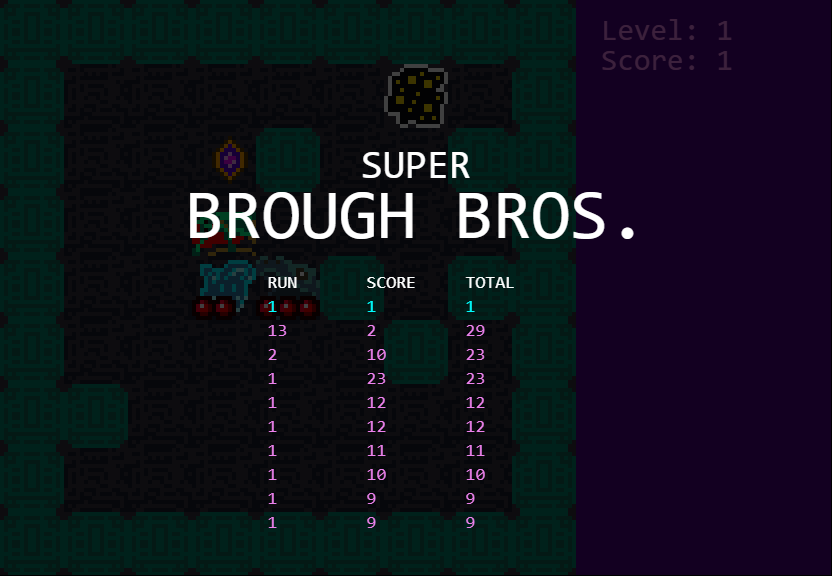 Level: 1
Score: 1
SUPER
BROUGH BROS.
RUN SCORE TOTAL
1 1 1
13 2 29
2 10 23
1 23 23
1 12 12
1 12 12
1 11 11
1 10 10
1 9 9
1 9 9